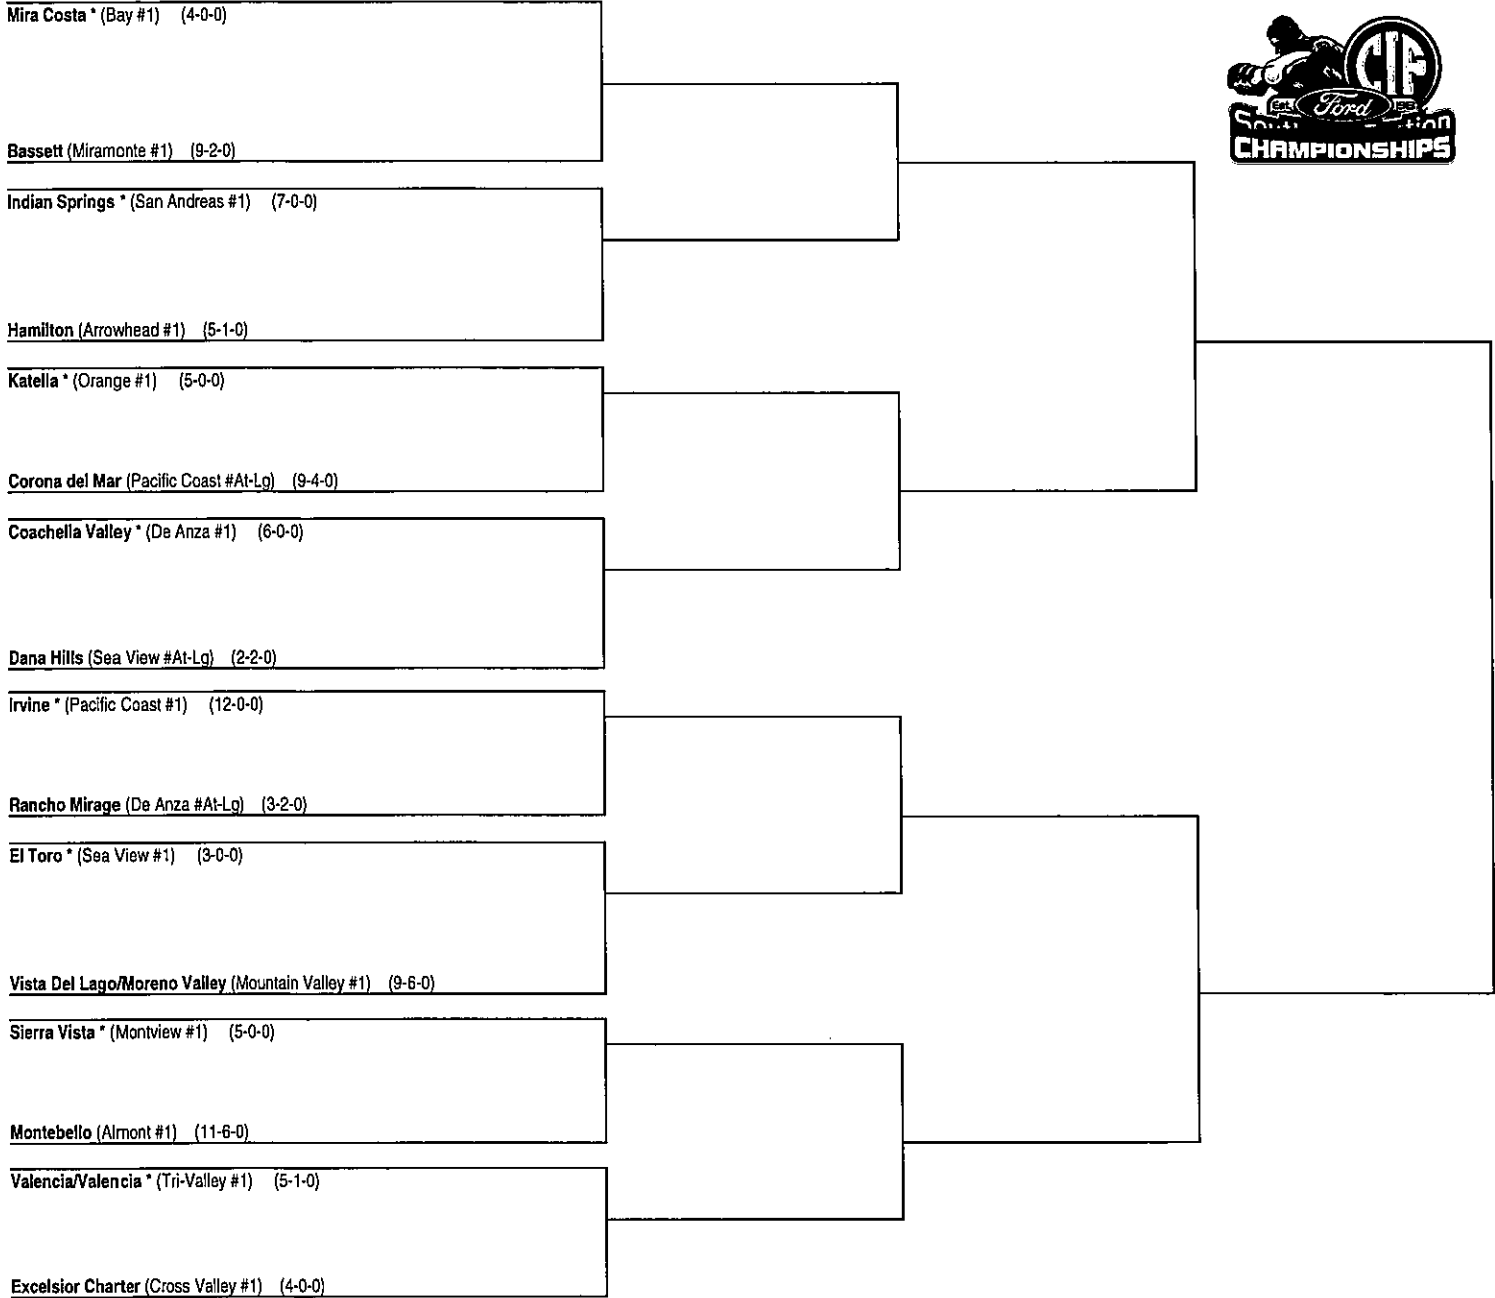 Mira Costa * (Bay #1) (4-0-0)
Bassett (Miramonte #1) (9-2-0)
Indian Springs * (San Andreas #1) (7-0-0)
Hamilton (Arrowhead #1) (5-1-0)
Katella * (Orange #1) (5-0-0)
Corona del Mar (Pacific Coast #At-Lg) (9-4-0)
Coachella Valley * (De Anza #1) (6-0-0)
Dana Hills (Sea View #At-Lg) (2-2-0)
Irvine * (Pacific Coast #1) (12-0-0)
Rancho Mirage (De Anza #At-Lg) (3-2-0)
El Toro * (Sea View #1) (3-0-0)
Vista Del Lago/Moreno Valley (Mountain Valley #1) (9-6-0)
Sierra Vista * (Montview #1) (5-0-0)
Montebello (Almont #1) (11-6-0)
Valencia/Valencia * (Tri-Valley #1) (5-1-0)
Excelsior Charter (Cross Valley #1) (4-0-0)
CIF
Est.
Ford
CHAMPIONSHIPS